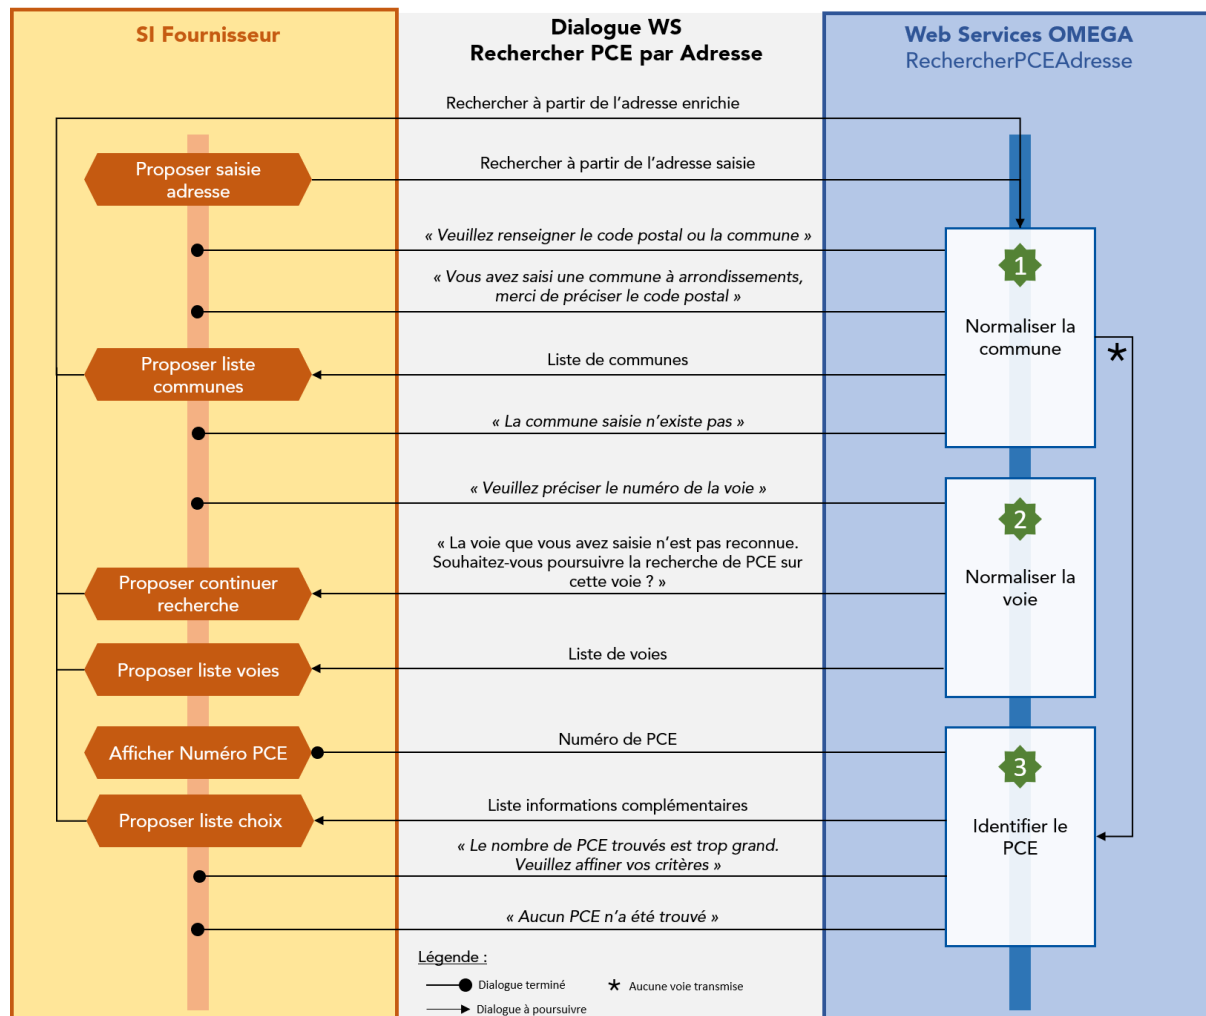 SI Fournisseur
Dialogue WS
Rechercher PCE par Adresse
Web Services OMEGA
RechercherPCEAdresse
Rechercher à partir de l’adresse enrichie
Proposer saisie
adresse
Rechercher à partir de l’adresse saisie
« Veuillez renseigner le code postal ou la commune »
1
« Vous avez saisi une commune à arrondissements,
merci de préciser le code postal »
Normaliser la
commune
*
Proposer liste
communes
Liste de communes
« La commune saisie n’existe pas »
« Veuillez préciser le numéro de la voie »
2
« La voie que vous avez saisie n’est pas reconnue.
Souhaitez-vous poursuivre la recherche de PCE sur
cette voie ? »
Proposer continuer
recherche
Normaliser la
voie
Proposer liste voies
Liste de voies
Afficher Numéro PCE
Numéro de PCE
3
Proposer liste choix
Liste informations complémentaires
Identifier le
PCE
« Le nombre de PCE trouvés est trop grand.
Veuillez affiner vos critères »
« Aucun PCE n’a été trouvé »
Légende :
Dialogue terminé
* Aucune voie transmise
Dialogue à poursuivre